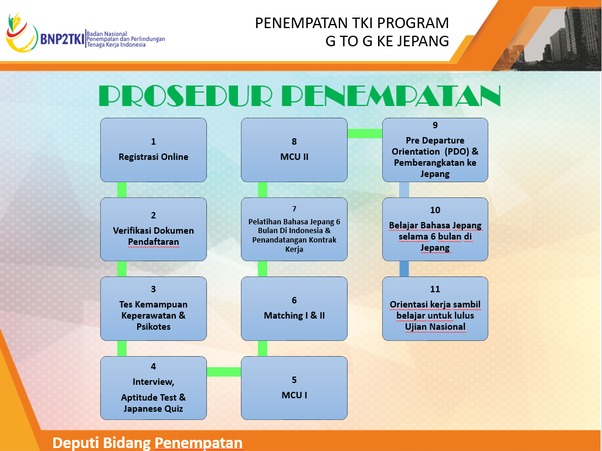 BNP2TKI
Badan Nasional
Penempatan dan Perlindungan
Tenaga Kerja Indonesia
PENEMPATAN TKI PROGRAM
G TO G KE JEPANG
PROSEDUR PENEMPATAN
1
Registrasi Online
2
Verifikasi Dokumen
Pendaftaran
3
Tes Kemampuan
Keperawatan &
Psikotes
4
Interview,
Aptitude Test &
Japanese Quiz
5
MCU I
6
Matching I & II
7
Pelatihan Bahasa Jepang 6
Bulan Di Indonesia &
Penandatangan Kontrak
Kerja
8
MCU II
9
Pre Departure
Orientation (PDO) &
Pemberangkatan ke
Jepang
10
Belajar Bahasa Jepang
selama 6 bulan di
Jepang
11
Orientasi kerja sambil
belajar untuk lulus
Ujian Nasional
Deputi Bidang Penempatan